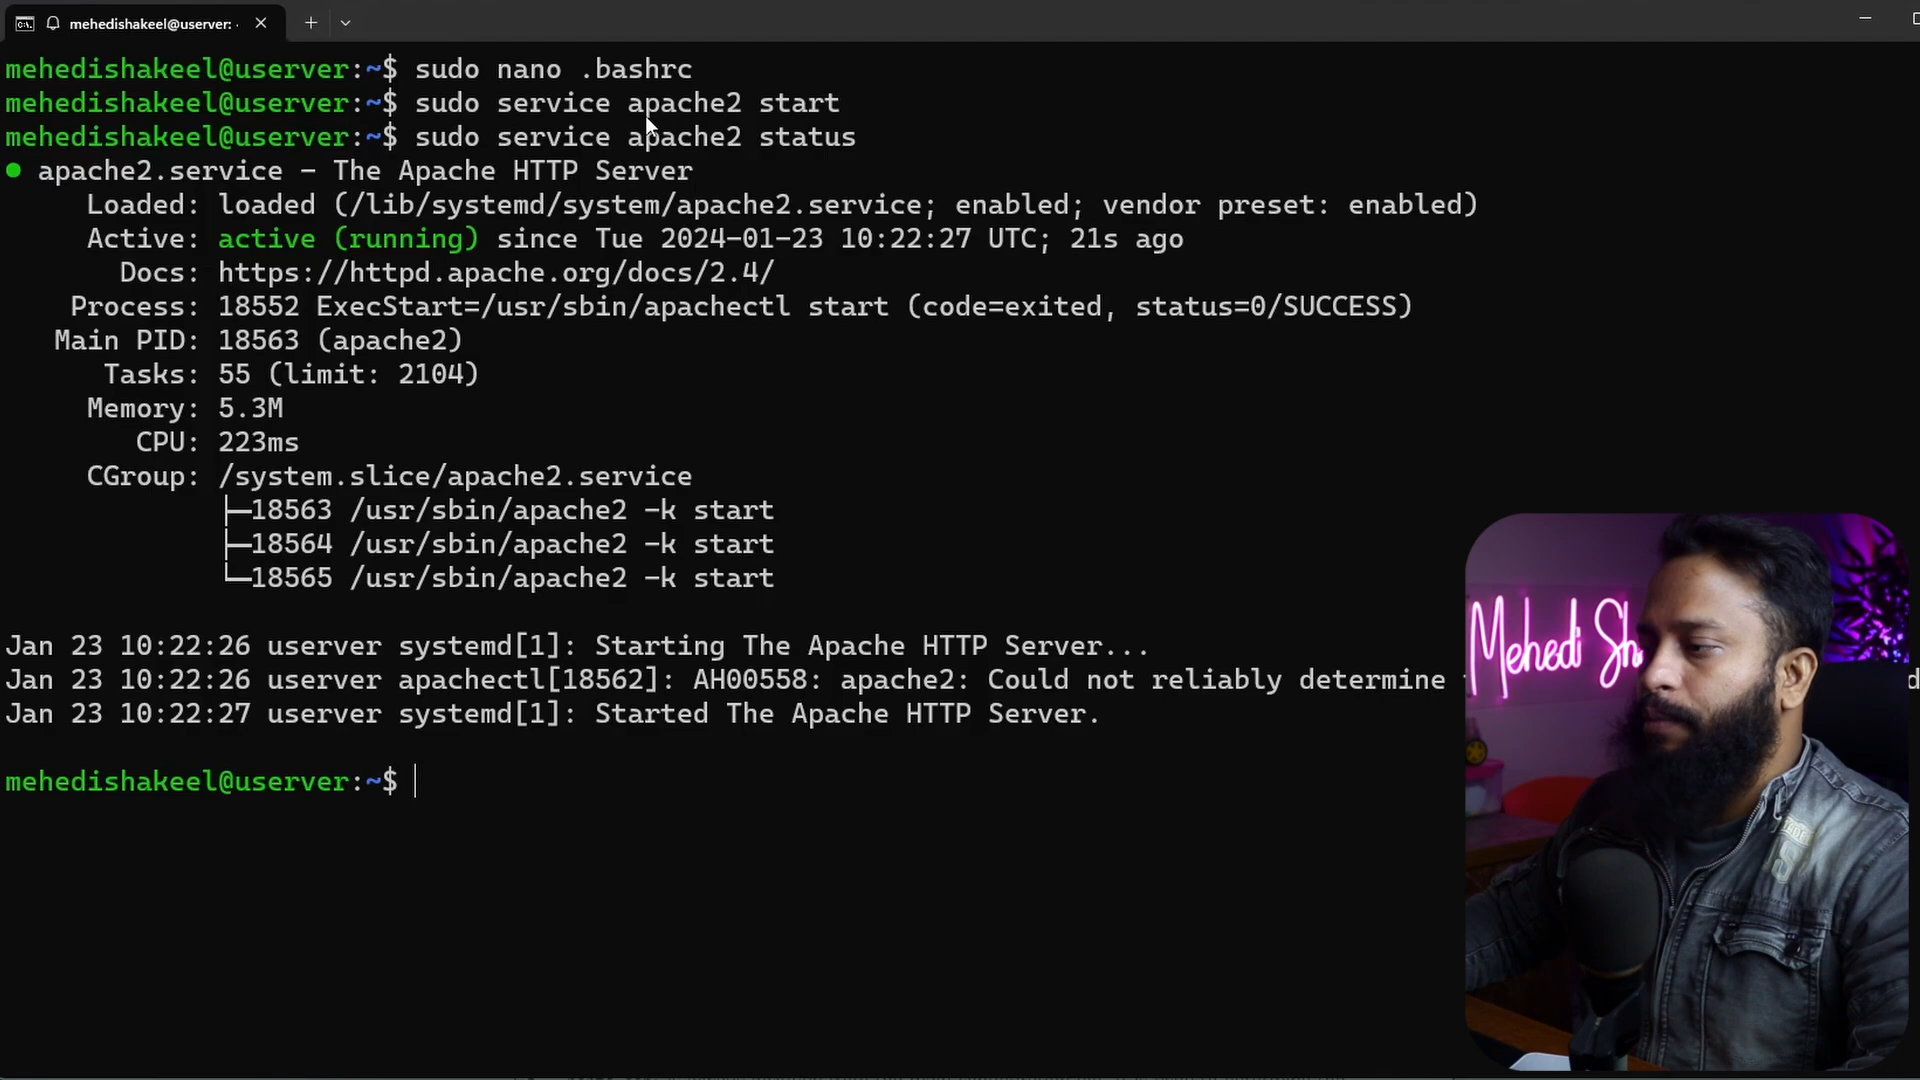 mehedishakeel@userver: 
mehedishakeel@userver:~$ sudo nano .bashrc
mehedishakeel@userver:~$ sudo service apache2 start
mehedishakeel@userver:~$ sudo service apache2 status
● apache2.service - The Apache HTTP Server
Loaded: loaded (/lib/systemd/system/apache2.service; enabled; vendor preset: enabled)
Active: active (running) since Tue 2024-01-23 10:22:27 UTC; 21s ago
Docs: https://httpd.apache.org/docs/2.4/
Process: 18552 ExecStart=/usr/sbin/apachectl start (code=exited, status=0/SUCCESS)
Main PID: 18563 (apache2)
Tasks: 55 (limit: 2104)
Memory: 5.3M
CPU: 223ms
CGroup: /system.slice/apache2.service
├─18563 /usr/sbin/apache2 -k start
├─18564 /usr/sbin/apache2 -k start
└─18565 /usr/sbin/apache2 -k start
Jan 23 10:22:26 userver systemd[1]: Starting The Apache HTTP Server...
Jan 23 10:22:26 userver apachectl[18562]: AH00558: apache2: Could not reliably determine
Jan 23 10:22:27 userver systemd[1]: Started The Apache HTTP Server.
mehedishakeel@userver:~$
Mehedi Sh